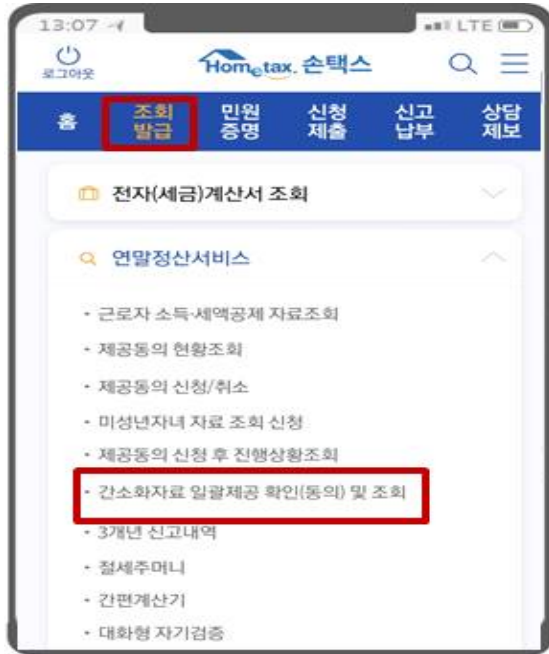 13:07 LTE
로그아웃
Hometax. 손택스
홈 조회 발급 민원 증명 신청 제출 신고 납부 상담 제보
전자(세금)계산서 조회
연말정산서비스
• 근로자 소득·세액공제 자료조회
• 제공동의 현황조회
• 제공동의 신청/취소
• 미성년자녀 자료 조회 신청
• 제공동의 신청 후 진행상황조회
• 간소화자료 일괄제공 확인(동의) 및 조회
• 3개년 신고내역
• 절세주머니
• 간편계산기
• 대화형 자기검증